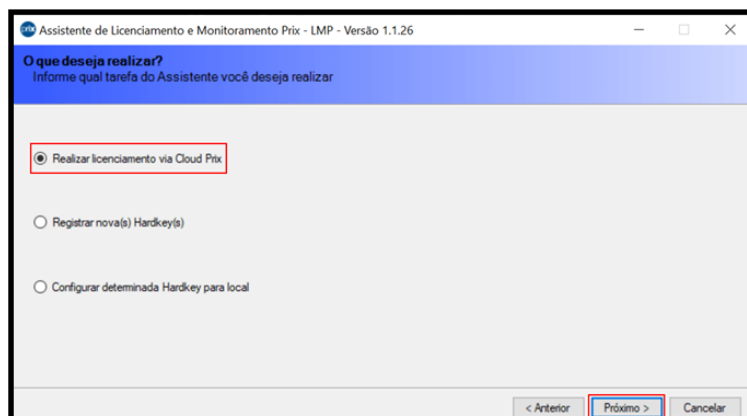 prix Assistente de Licenciamento e Monitoramento Prix - LMP - Versão 1.1.26
O que deseja realizar?
Informe qual tarefa do Assistente você deseja realizar
Realizar licenciamento via Cloud Prix
Registrar nova(s) Hardkey(s)
Configurar determinada Hardkey para local
< Anterior Próximo > Cancelar